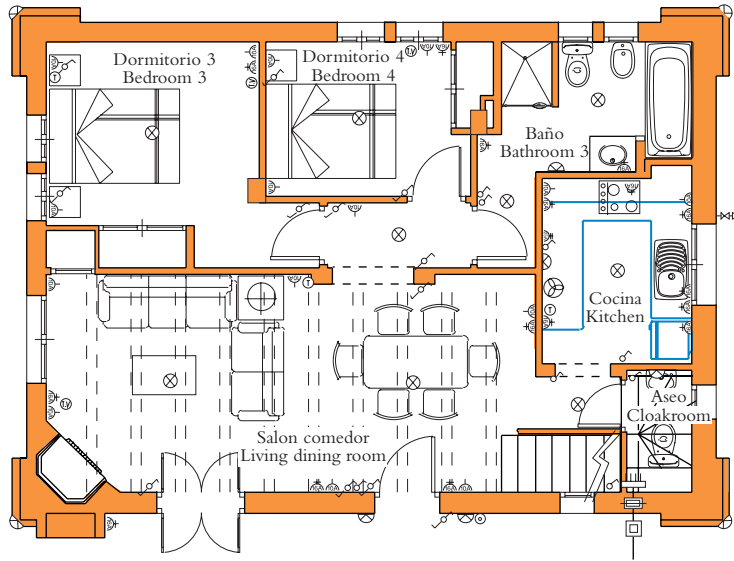 Dormitorio 3
Bedroom 3
Dormitorio 4
Bedroom 4
Baño
Bathroom 3
Cocina
Kitchen
Aseo
Cloakroom
Salon comedor
Living dining room